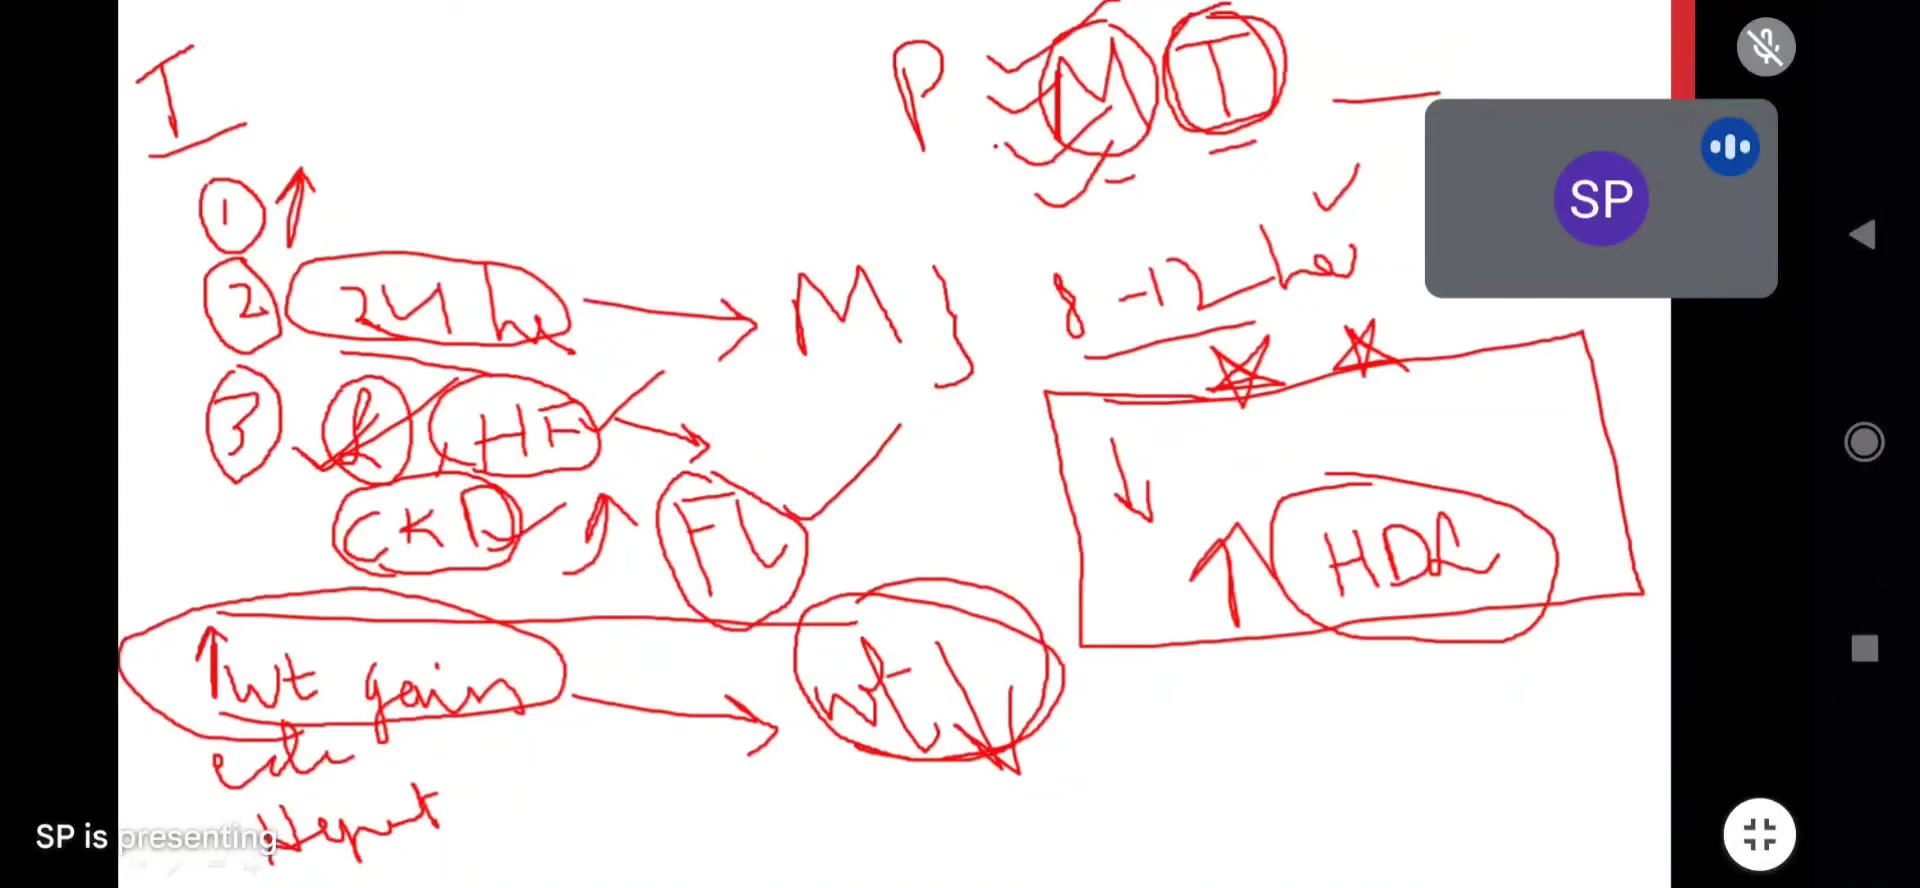 I
P M T
SP
① ↑
② 24 hr → M } 8-12 hr
③ HF
CKD ↑ FL
↓
↑ HDL
↑ wt gain → wt ↓
SP is presenting